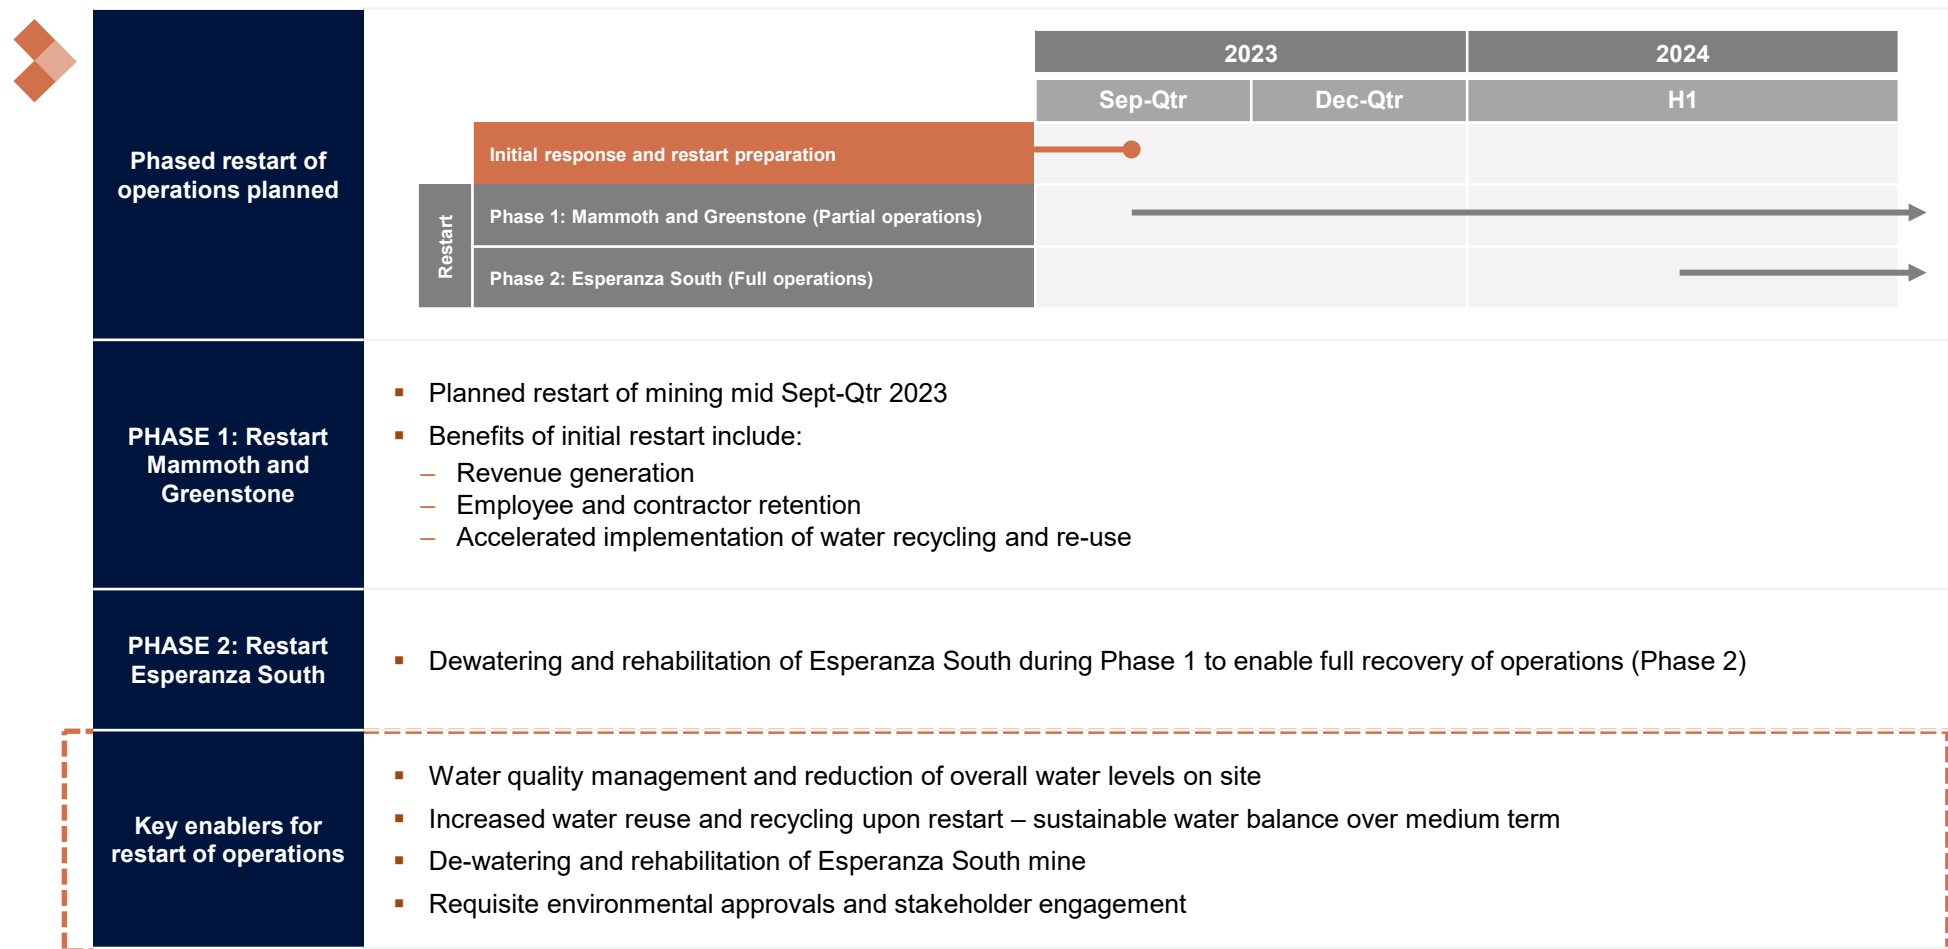 Phased restart of
operations planned
2023
2024
Sep-Qtr
Dec-Qtr
H1
Initial response and restart preparation
Restart
Phase 1: Mammoth and Greenstone (Partial operations)
Phase 2: Esperanza South (Full operations)
PHASE 1: Restart
Mammoth and
Greenstone
▪ Planned restart of mining mid Sept-Qtr 2023
▪ Benefits of initial restart include:
– Revenue generation
– Employee and contractor retention
– Accelerated implementation of water recycling and re-use
PHASE 2: Restart
Esperanza South
▪ Dewatering and rehabilitation of Esperanza South during Phase 1 to enable full recovery of operations (Phase 2)
Key enablers for
restart of operations
▪ Water quality management and reduction of overall water levels on site
▪ Increased water reuse and recycling upon restart – sustainable water balance over medium term
▪ De-watering and rehabilitation of Esperanza South mine
▪ Requisite environmental approvals and stakeholder engagement